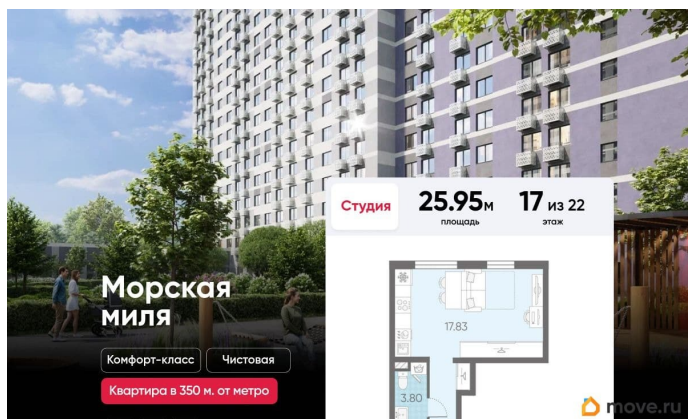 Студия
25.95м
площадь
17 из 22
этаж
Морская
миля
Комфорт-класс
Чистовая
Квартира в 350 м. от метро
17.83
3.80
move.ru